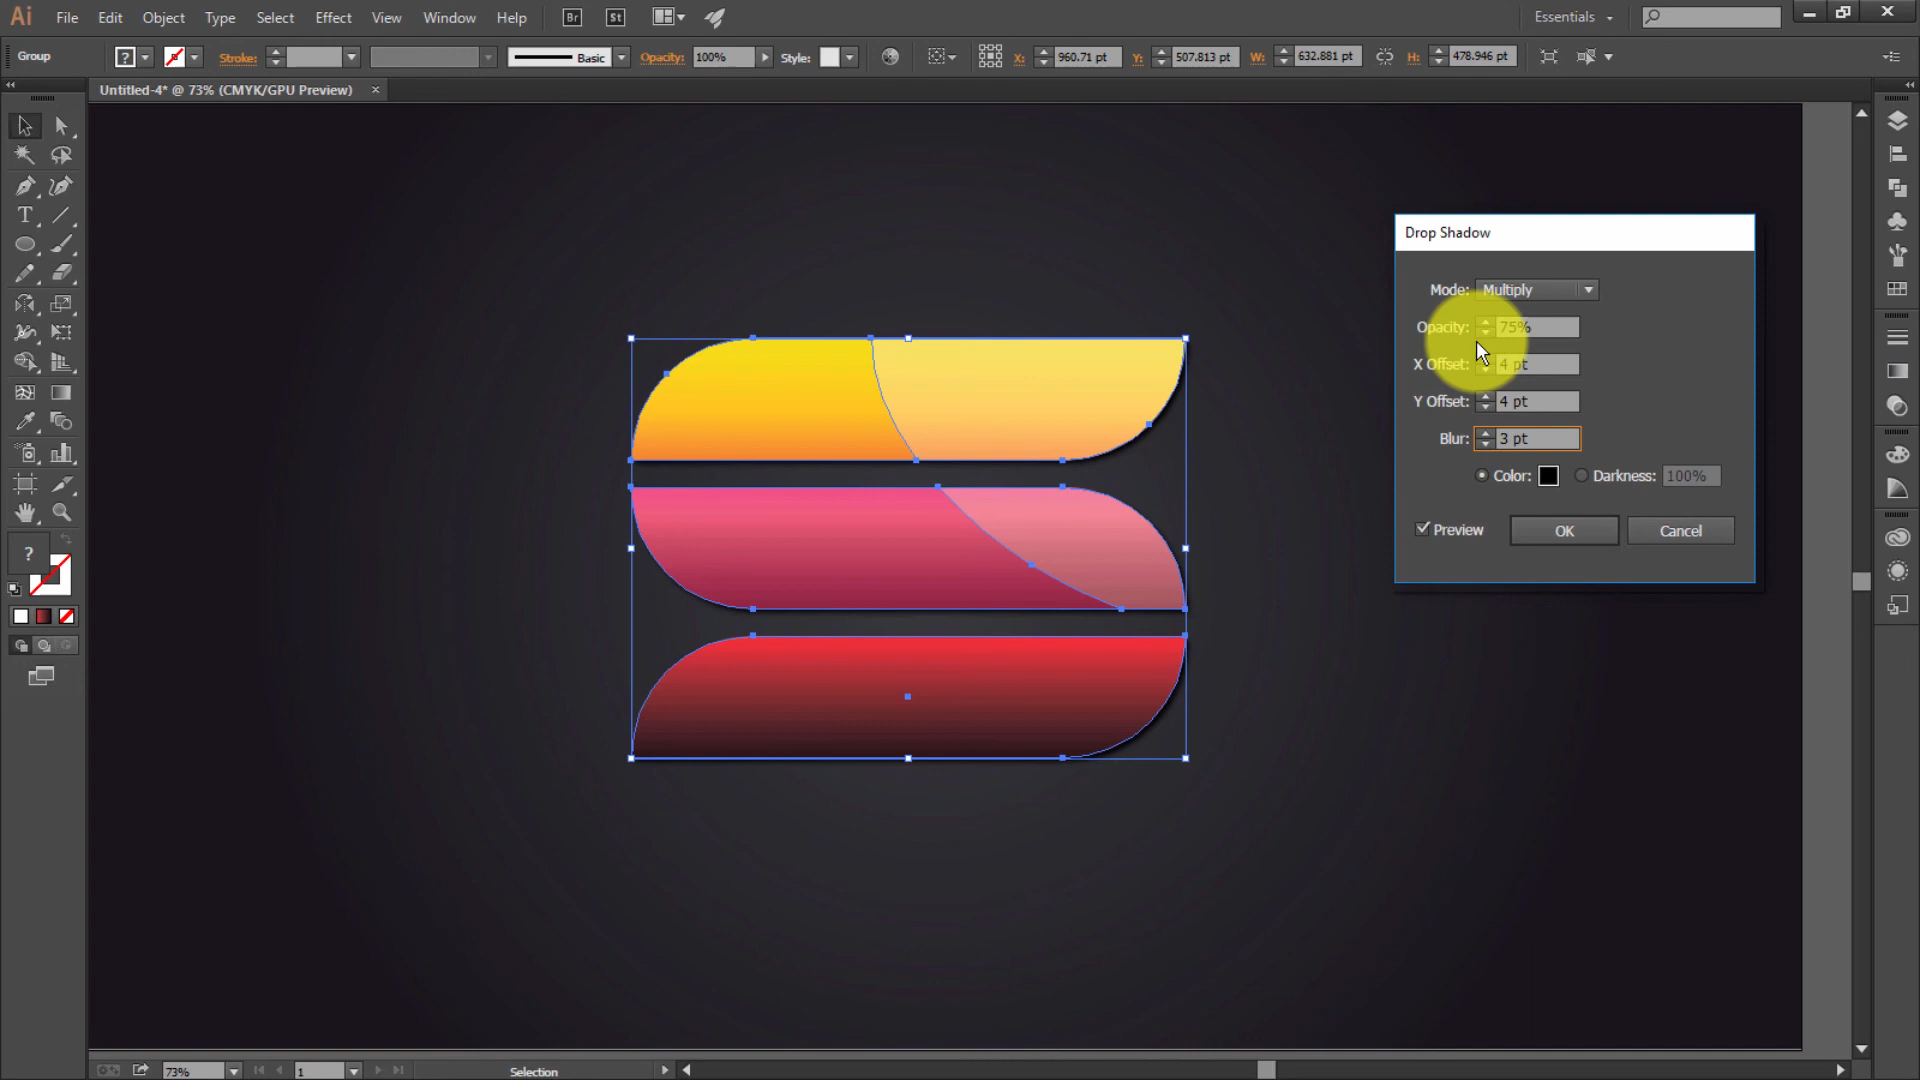 Ai File Edit Object Type Select Effect View Window Help Br St Essentials
Group ? Stroke: Basic Opacity: 100% Style: X: 960.71 pt Y: 507.813 pt W: 632.881 pt H: 478.946 pt
Untitled-4* @ 73% (CMYK/GPU Preview) ×
T
?
Drop Shadow
Mode: Multiply
Opacity: 75%
X Offset: 4 pt
Y Offset: 4 pt
Blur: 3 pt
Color: Darkness: 100%
Preview OK Cancel
73% 1 Selection